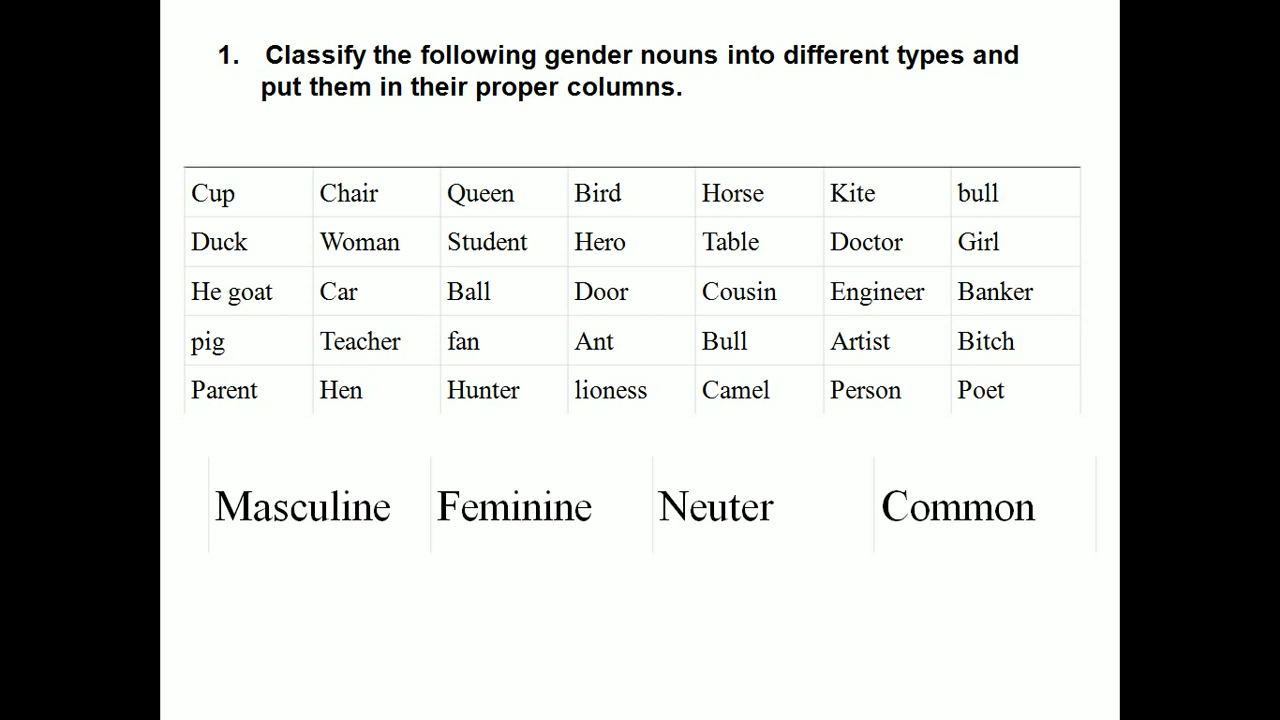 1. Classify the following gender nouns into different types and
put them in their proper columns.
Cup Chair Queen Bird Horse Kite bull
Duck Woman Student Hero Table Doctor Girl
He goat Car Ball Door Cousin Engineer Banker
pig Teacher fan Ant Bull Artist Bitch
Parent Hen Hunter lioness Camel Person Poet
Masculine Feminine Neuter Common